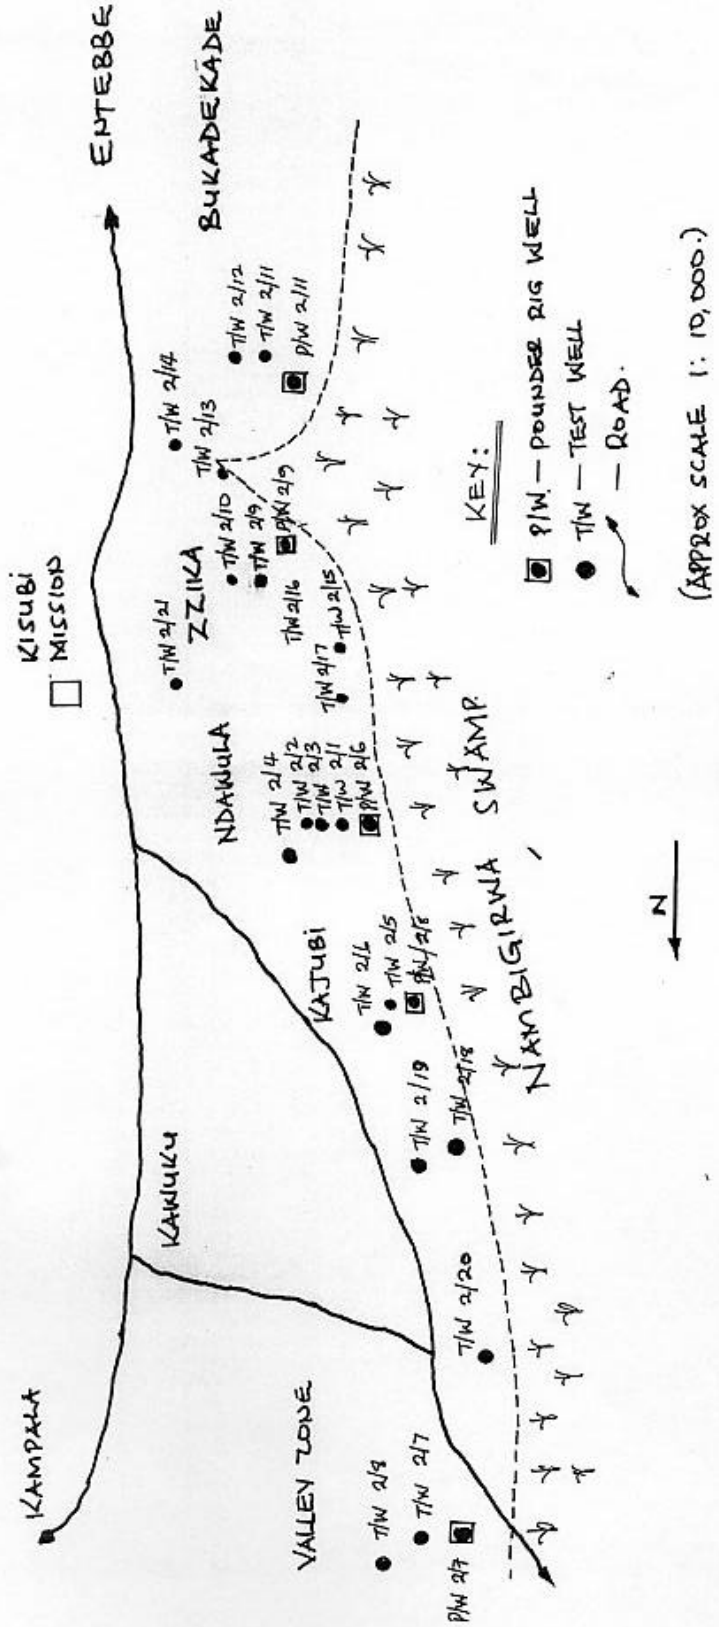 KAMPALA
ENTEBBE
KISUBI
MISSION
BUKADEKADE
KAWUKU
T/W 2/14
T/W 2/13
T/W 2/12
T/W 2/11
P/W 2/11
T/W 2/21
ZZIKA
T/W 2/10
T/W 2/9
P/W 2/9
T/W 2/16
T/W 2/15
T/W 2/17
NDAWULA
T/W 2/4
T/W 2/2
T/W 2/3
T/W 2/1
P/W 2/6
KAJUBI
T/W 2/6
T/W 2/5
P/W 2/8
T/W 2/19
T/W 2/18
T/W 2/20
VALLEY ZONE
T/W 2/8
T/W 2/7
P/W 2/7
NAMBIGIRWA SWAMP.
N
KEY:
P/W. — POUNDER RIG WELL
T/W — TEST WELL
— ROAD.
(APPROX SCALE 1: 10,000.)